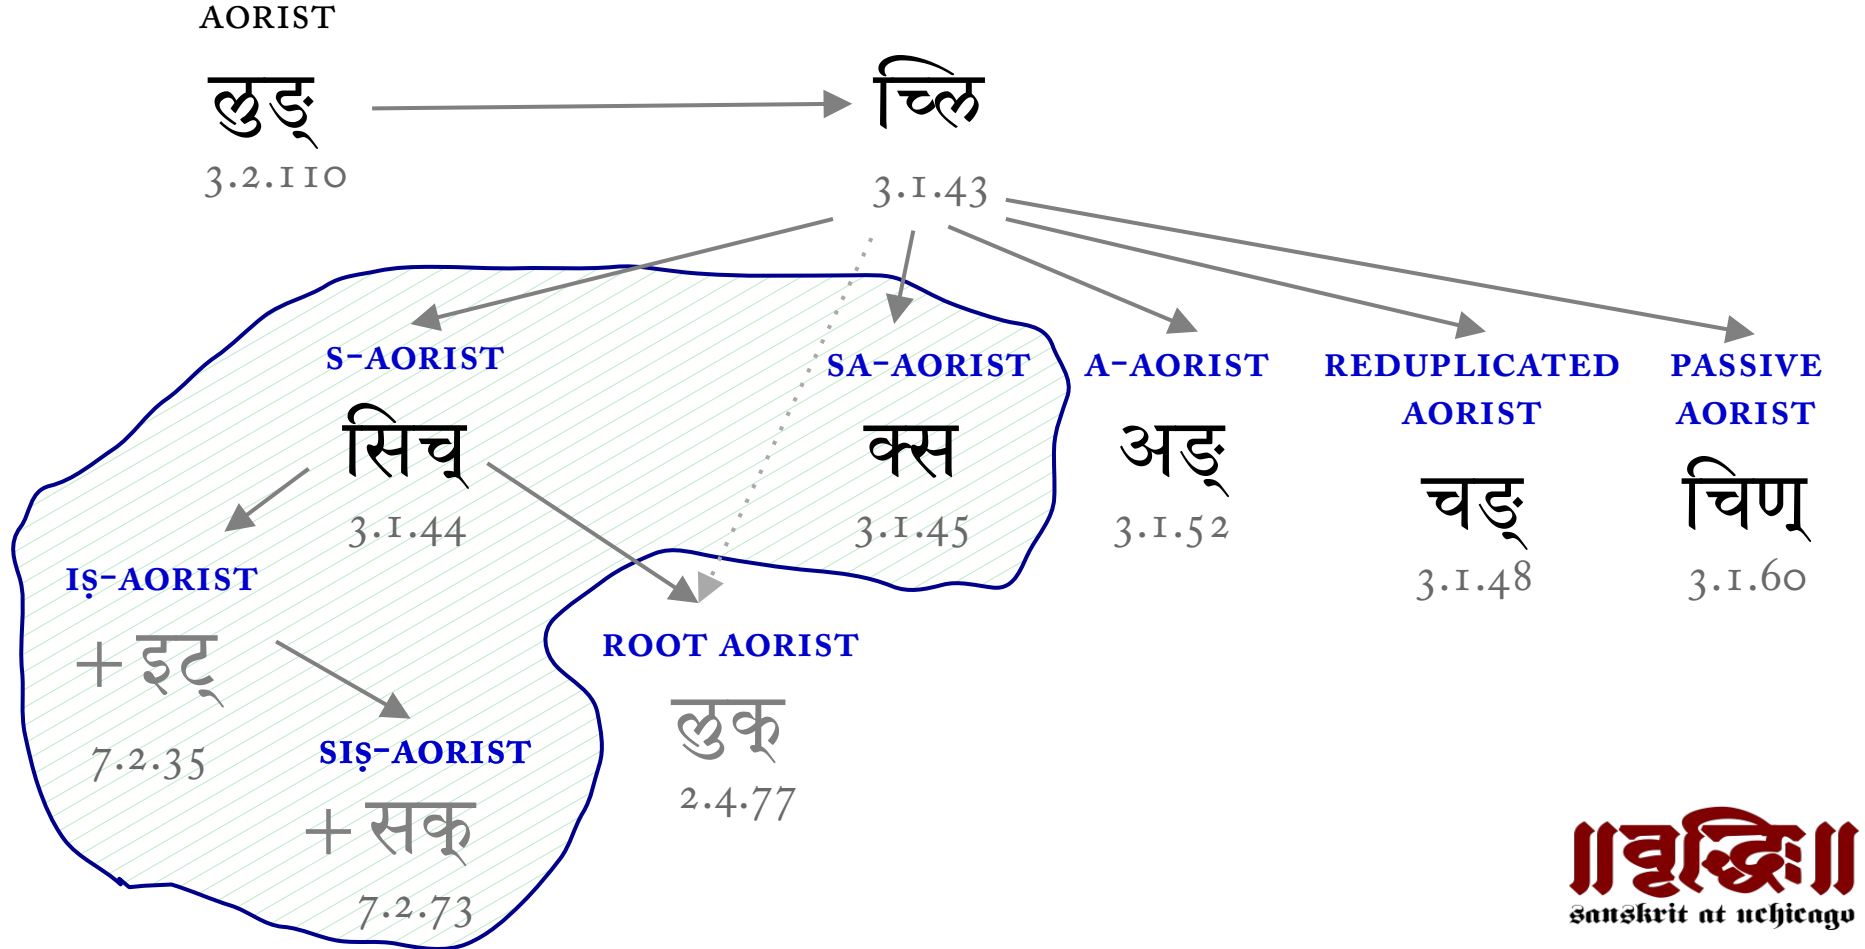 AORIST
लुङ्
3.2.110
च्लि
3.1.43
S-AORIST
सिच्
3.1.44
SA-AORIST
क्स
3.1.45
A-AORIST
अङ्
3.1.52
REDUPLICATED
AORIST
चङ्
3.1.48
PASSIVE
AORIST
चिण्
3.1.60
IṢ-AORIST
+ इट्
7.2.35
SIṢ-AORIST
+ सक्
7.2.73
ROOT AORIST
लुक्
2.4.77
॥वृद्धिः॥
sanskrit at uchicago